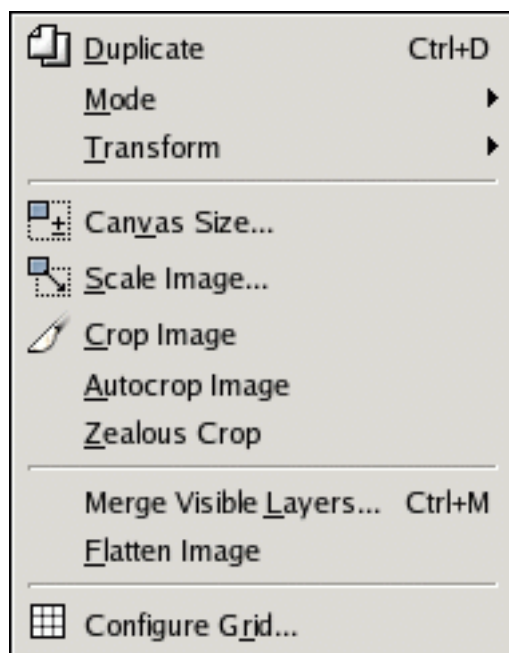 Duplicate Ctrl+D
Mode
Transform
Canvas Size...
Scale Image...
Crop Image
Autocrop Image
Zealous Crop
Merge Visible Layers... Ctrl+M
Flatten Image
Configure Grid...